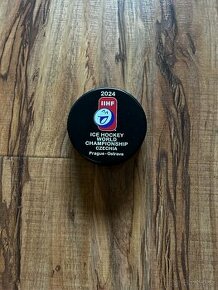 2024
IIHF
ICE HOCKEY
WORLD
CHAMPIONSHIP
CZECHIA
Prague - Ostrava